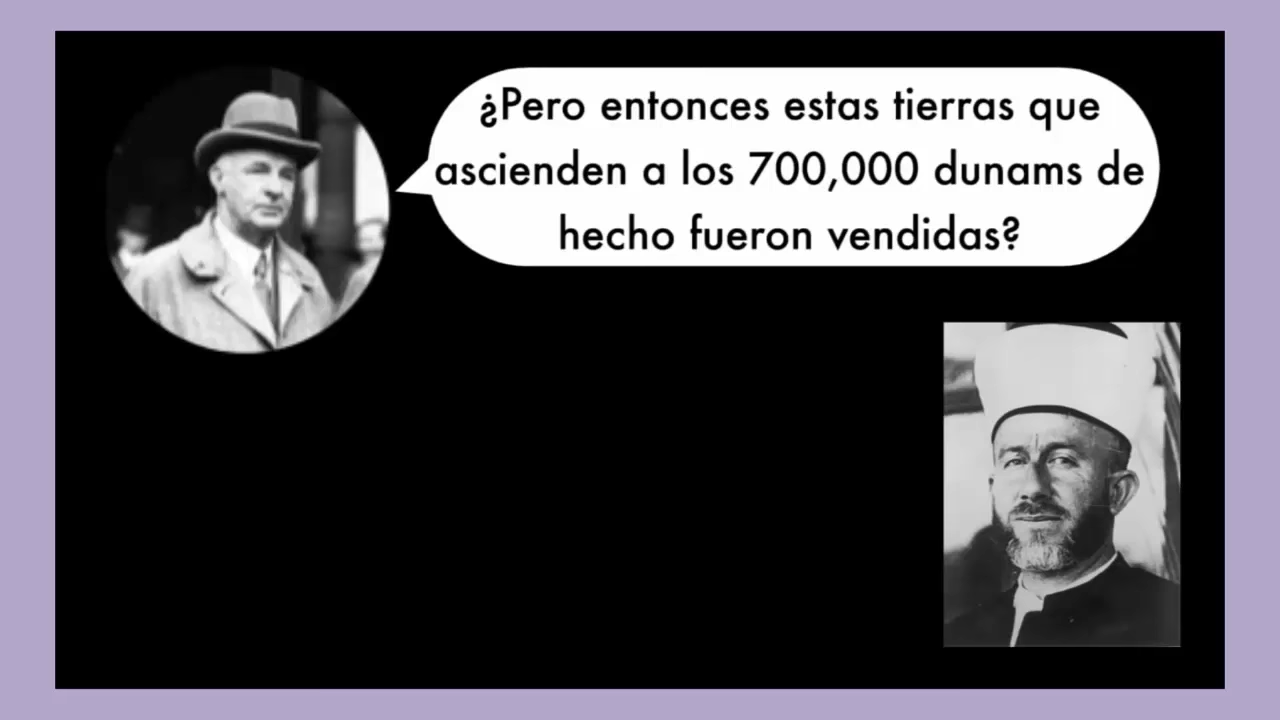 ¿Pero entonces estas tierras que
ascienden a los 700,000 dunams de
hecho fueron vendidas?